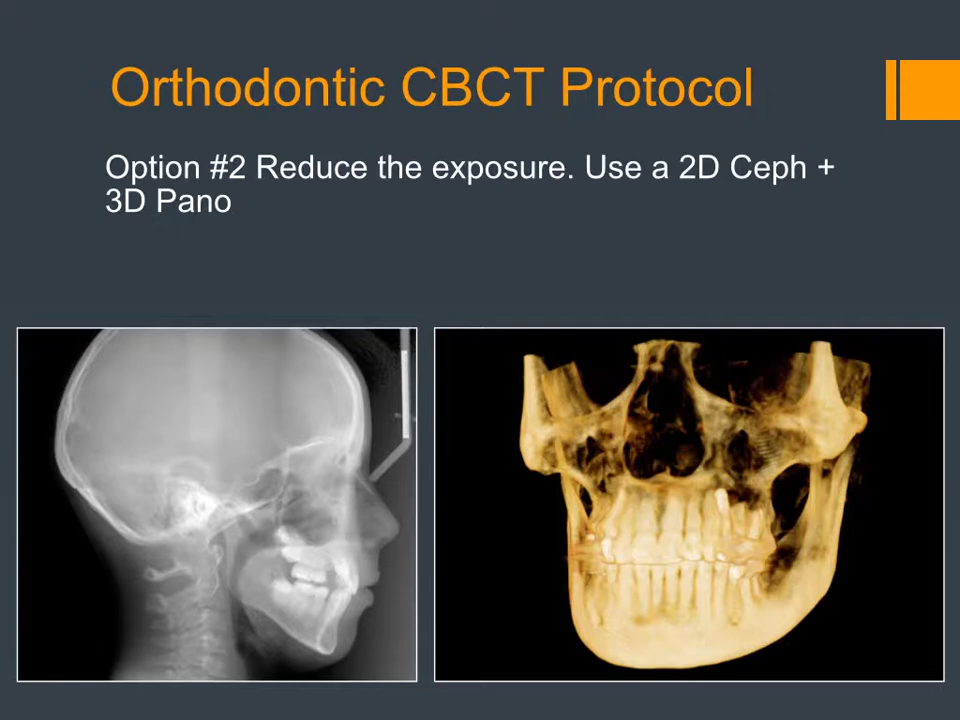 Orthodontic CBCT Protocol
Option #2 Reduce the exposure. Use a 2D Ceph +
3D Pano